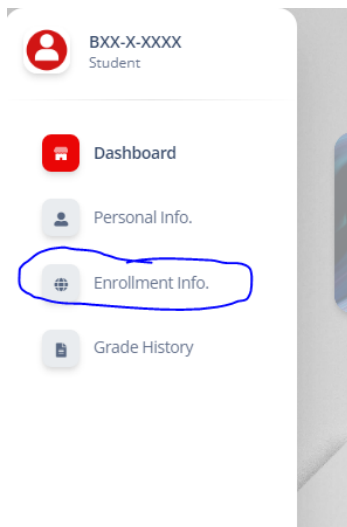 BXX-X-XXXX
Student
Dashboard
Personal Info.
Enrollment Info.
Grade History